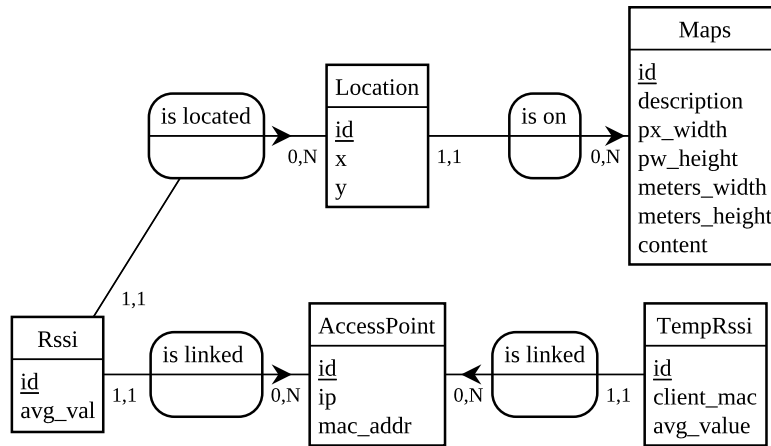 Maps
id
description
px_width
pw_height
meters_width
meters_height
content
Location
id
x
y
is located
is on
0,N
1,1
0,N
1,1
Rssi
id
avg_val
is linked
1,1
0,N
AccessPoint
id
ip
mac_addr
is linked
0,N
1,1
TempRssi
id
client_mac
avg_value